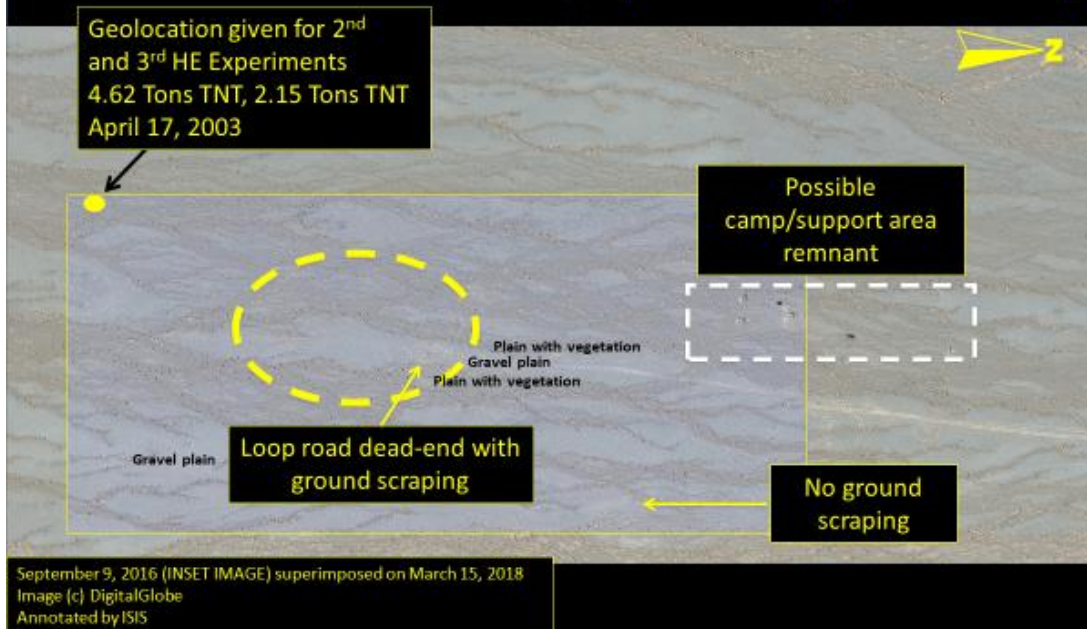 Geolocation given for 2nd
and 3rd HE Experiments
4.62 Tons TNT, 2.15 Tons TNT
April 17, 2003
N
Possible
camp/support area
remnant
Plain with vegetation
Gravel plain
Plain with vegetation
Loop road dead-end with
ground scraping
Gravel plain
No ground
scraping
September 9, 2016 (INSET IMAGE) superimposed on March 15, 2018
Image (c) DigitalGlobe
Annotated by ISIS